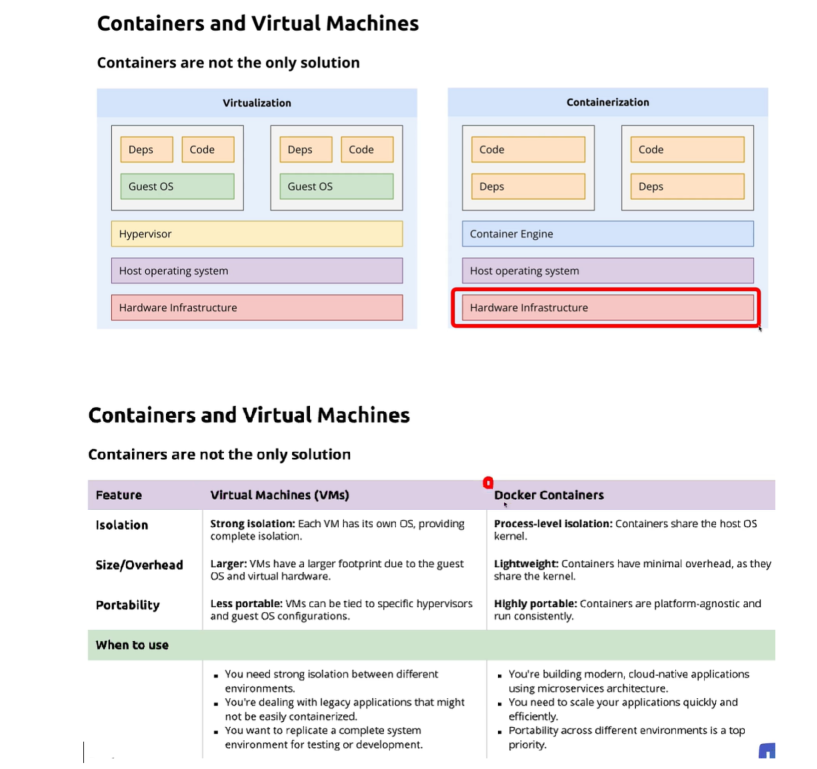 Containers and Virtual Machines
Containers are not the only solution
Virtualization
Deps Code Deps Code
Guest OS Guest OS
Hypervisor
Host operating system
Hardware Infrastructure
Containerization
Code Code
Deps Deps
Container Engine
Host operating system
Hardware Infrastructure
Containers and Virtual Machines
Containers are not the only solution
Feature Virtual Machines (VMs) Docker Containers
Isolation
Strong isolation: Each VM has its own OS, providing
complete isolation.
Process-level isolation: Containers share the host OS
kernel.
Size/Overhead
Larger: VMs have a larger footprint due to the guest
OS and virtual hardware.
Lightweight: Containers have minimal overhead, as they
share the kernel.
Portability
Less portable: VMs can be tied to specific hypervisors
and guest OS configurations.
Highly portable: Containers are platform-agnostic and
run consistently.
When to use
▪ You need strong isolation between different
environments.
▪ You're dealing with legacy applications that might
not be easily containerized.
▪ You want to replicate a complete system
environment for testing or development.
▪ You're building modern, cloud-native applications
using microservices architecture.
▪ You need to scale your applications quickly and
efficiently.
▪ Portability across different environments is a top
priority.